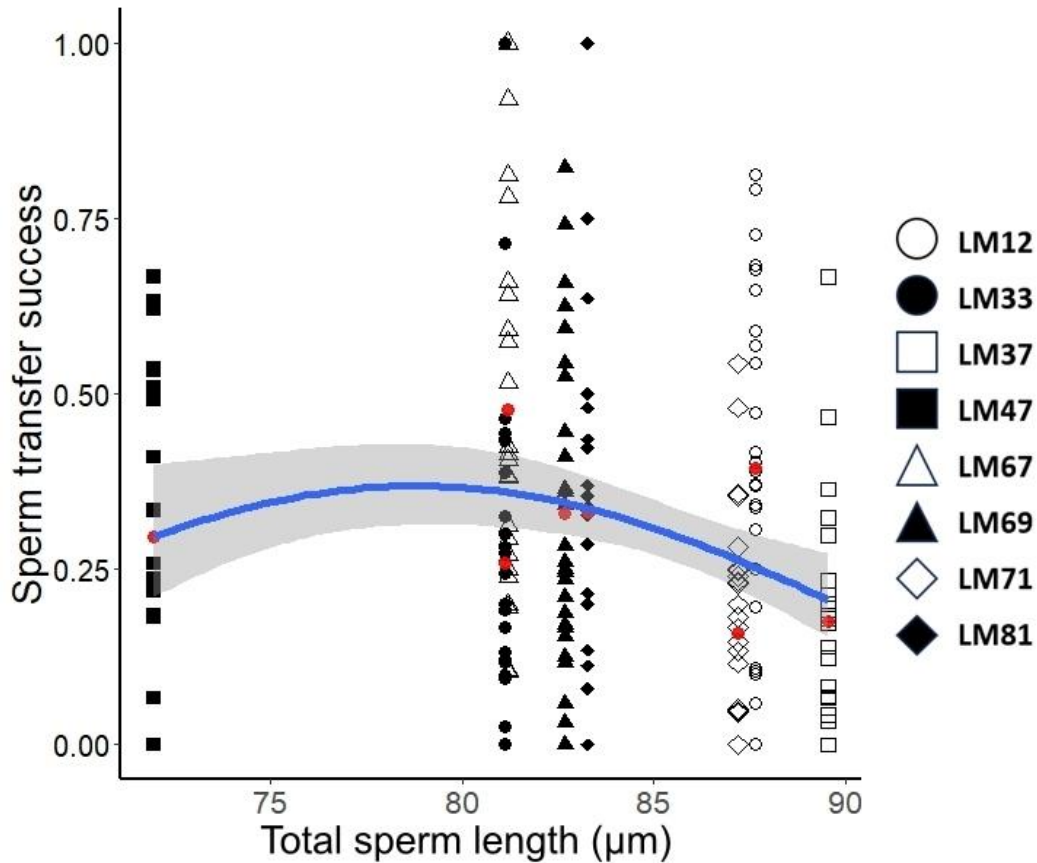 Sperm transfer success
1.00
0.75
0.50
0.25
0.00
75 80 85 90
Total sperm length (µm)
LM12
LM33
LM37
LM47
LM67
LM69
LM71
LM81